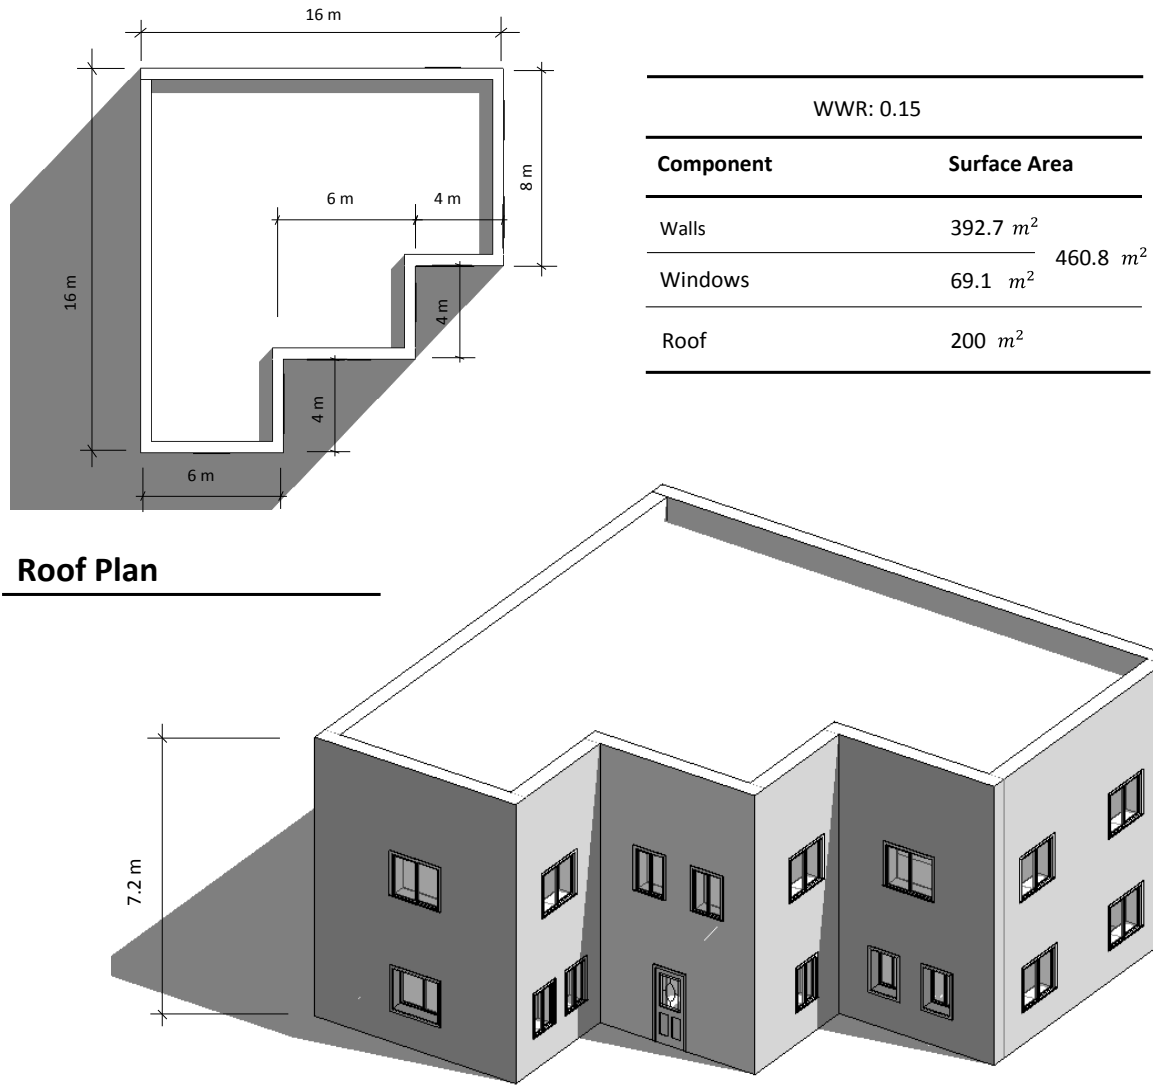 16 m
WWR: 0.15
Component Surface Area
8 m
6 m 4 m
Walls 392.7 m²
460.8 m²
Windows 69.1 m²
16 m
4 m
Roof 200 m²
4 m
6 m
Roof Plan
7.2 m